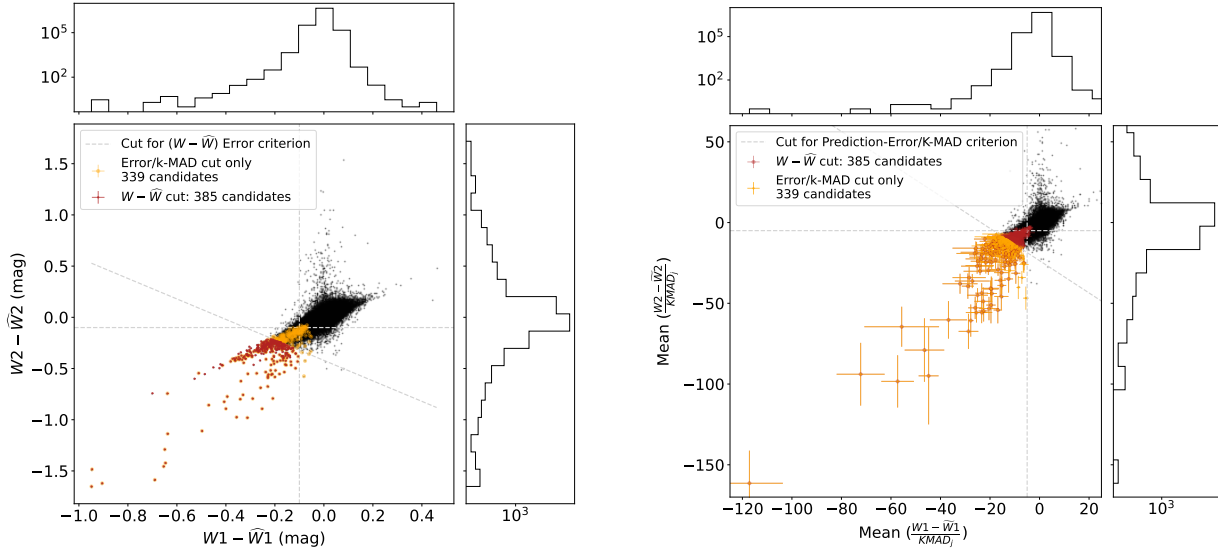 10^5
10^2
−1.0 −0.8 −0.6 −0.4 −0.2 0.0 0.2 0.4
W1 − Ŵ1 (mag)
1.5
1.0
0.5
0.0
−0.5
−1.0
−1.5
W2 − Ŵ2 (mag)
Cut for (W − Ŵ) Error criterion
Error/k-MAD cut only
339 candidates
W − Ŵ cut: 385 candidates
10^3
10^5
10^2
50
0
−50
−100
−150
Mean (W2 − Ŵ2 / KMAD_j)
Cut for Prediction-Error/K-MAD criterion
W − Ŵ cut: 385 candidates
Error/k-MAD cut only
339 candidates
−120 −100 −80 −60 −40 −20 0 20
Mean (W1 − Ŵ1 / KMAD_j)
10^3